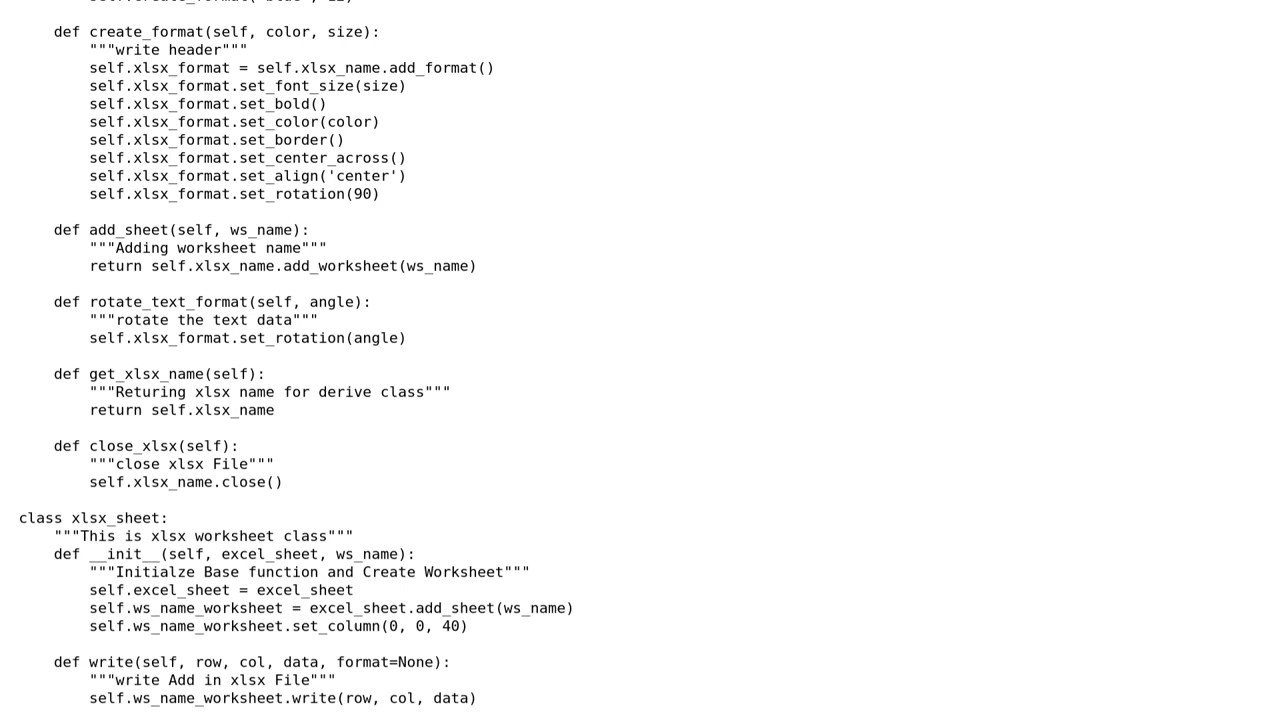 def create_format(self, color, size):
        """write header"""
        self.xlsx_format = self.xlsx_name.add_format()
        self.xlsx_format.set_font_size(size)
        self.xlsx_format.set_bold()
        self.xlsx_format.set_color(color)
        self.xlsx_format.set_border()
        self.xlsx_format.set_center_across()
        self.xlsx_format.set_align('center')
        self.xlsx_format.set_rotation(90)

    def add_sheet(self, ws_name):
        """Adding worksheet name"""
        return self.xlsx_name.add_worksheet(ws_name)

    def rotate_text_format(self, angle):
        """rotate the text data"""
        self.xlsx_format.set_rotation(angle)

    def get_xlsx_name(self):
        """Returing xlsx name for derive class"""
        return self.xlsx_name

    def close_xlsx(self):
        """close xlsx File"""
        self.xlsx_name.close()

class xlsx_sheet:
    """This is xlsx worksheet class"""
    def __init__(self, excel_sheet, ws_name):
        """Initialze Base function and Create Worksheet"""
        self.excel_sheet = excel_sheet
        self.ws_name_worksheet = excel_sheet.add_sheet(ws_name)
        self.ws_name_worksheet.set_column(0, 0, 40)

    def write(self, row, col, data, format=None):
        """write Add in xlsx File"""
        self.ws_name_worksheet.write(row, col, data)